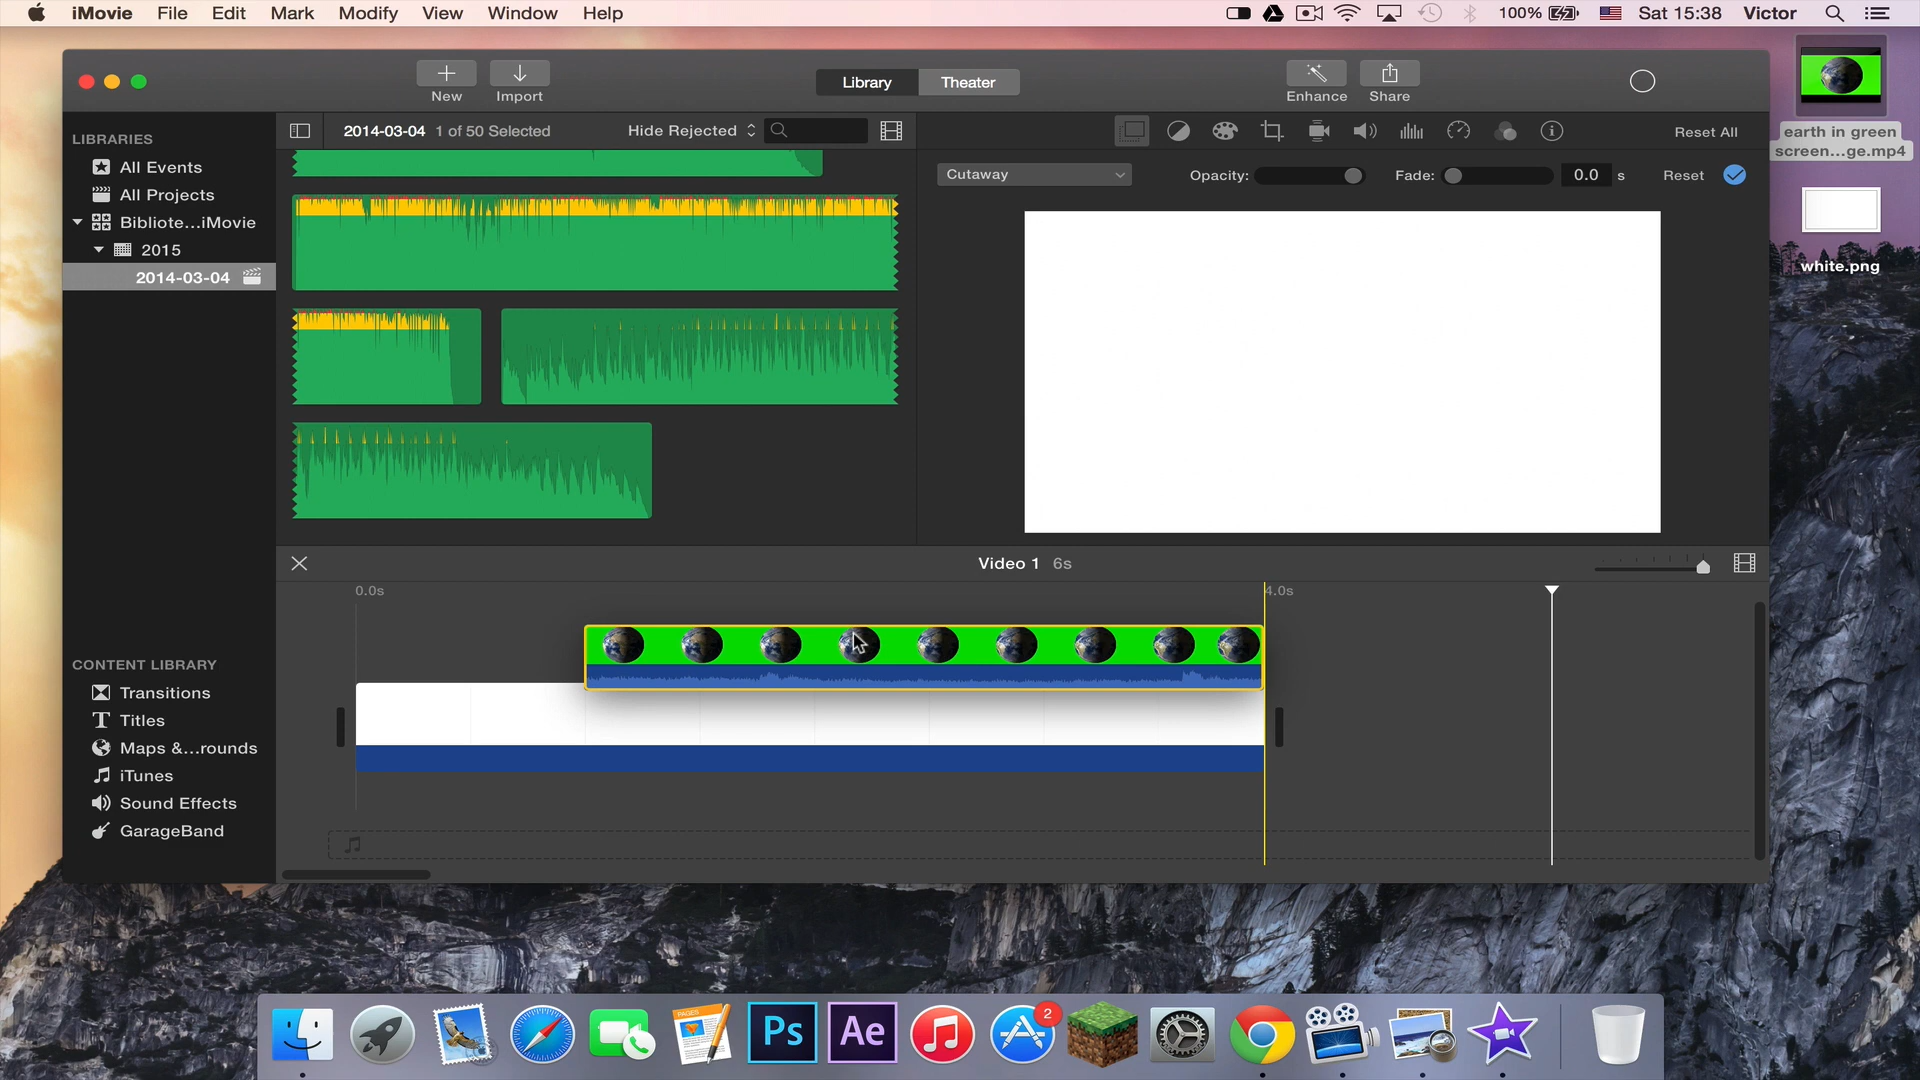 iMovie File Edit Mark Modify View Window Help 100% Sat 15:38 Victor
New Import Library Theater Enhance Share
earth in green
screen...ge.mp4
white.png
LIBRARIES
All Events
All Projects
Bibliote...iMovie
2015
2014-03-04
2014-03-04 1 of 50 Selected Hide Rejected
Reset All
Cutaway Opacity: Fade: 0.0 s Reset
Video 1 6s
0.0s 4.0s
CONTENT LIBRARY
Transitions
T Titles
Maps &...rounds
iTunes
Sound Effects
GarageBand
PAGES
Ps
Ae
2